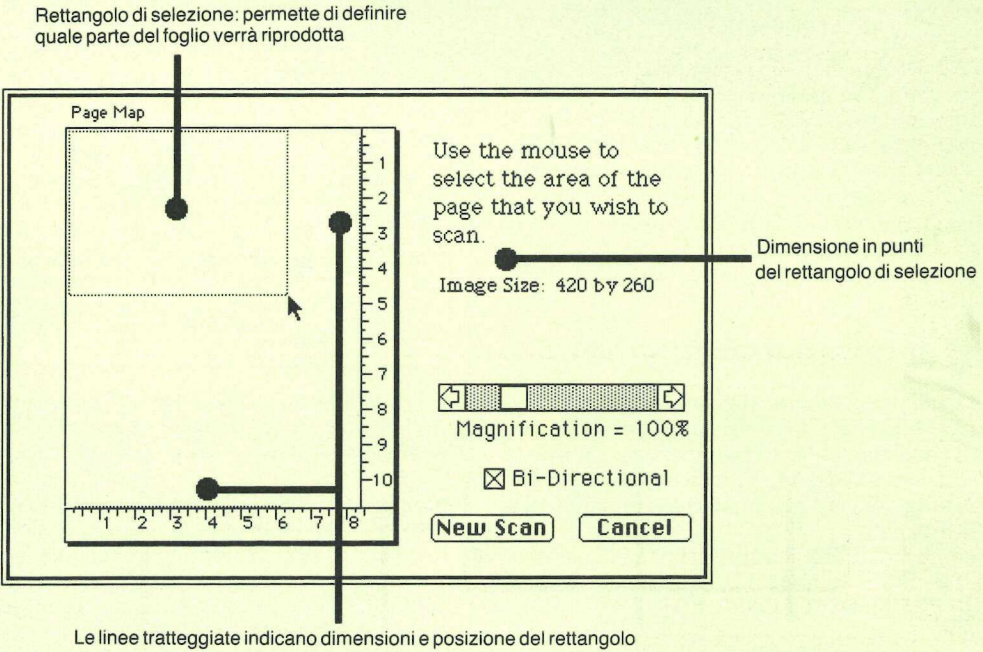 Rettangolo di selezione: permette di definire
quale parte del foglio verrà riprodotta
Page Map
1
2
3
4
5
6
7
8
9
10
1 2 3 4 5 6 7 8
Use the mouse to
select the area of the
page that you wish to
scan.
Image Size: 420 by 260
Magnification = 100%
Bi-Directional
New Scan
Cancel
Dimensione in punti
del rettangolo di selezione
Le linee tratteggiate indicano dimensioni e posizione del rettangolo